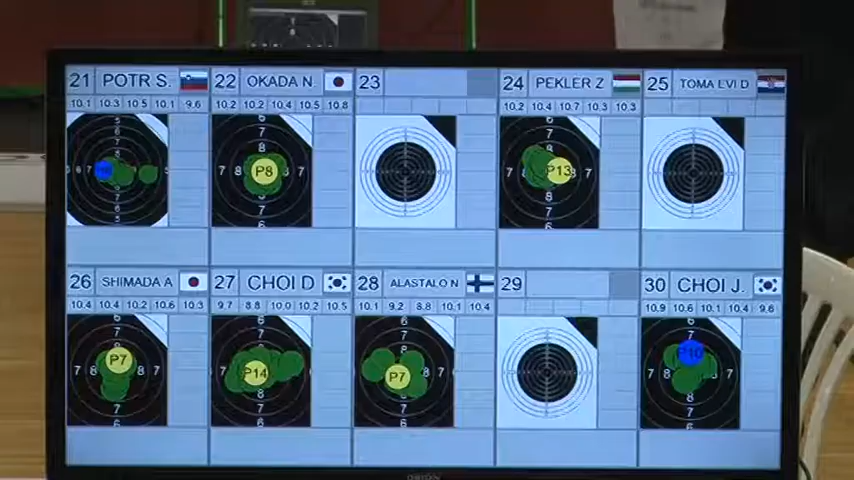 21 POTR S. 22 OKADA N. 23 24 PEKLER Z 25 TOMA EVI D
10.1 10.3 10.5 10.1 9.6 10.2 10.2 10.4 10.5 10.8 10.2 10.4 10.7 10.3 10.3
P8 P13
26 SHIMADA A 27 CHOI D 28 ALASTALO N 29 30 CHOI J.
10.4 10.4 10.2 10.6 10.3 9.7 8.8 10.0 10.2 10.5 10.1 9.2 8.8 10.1 10.4 10.9 10.6 10.1 10.4 9.6
P7 P14 P7 P10